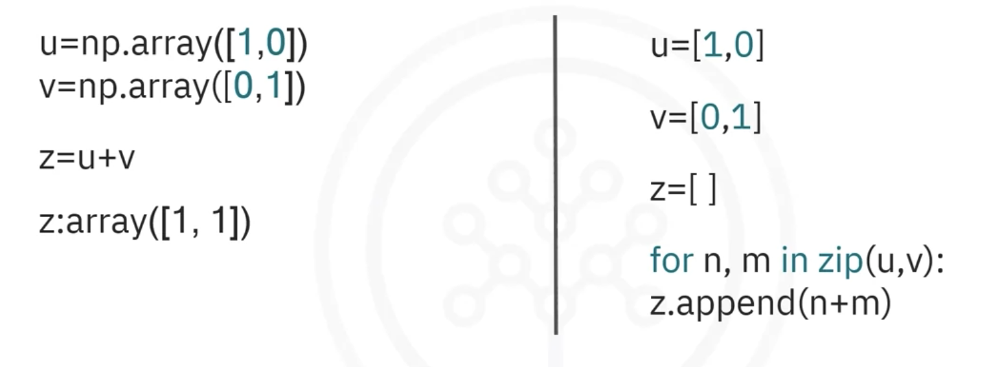 u=np.array([1,0])
v=np.array([0,1])
z=u+v
z:array([1, 1])
u=[1,0]
v=[0,1]
z=[ ]
for n, m in zip(u,v):
z.append(n+m)